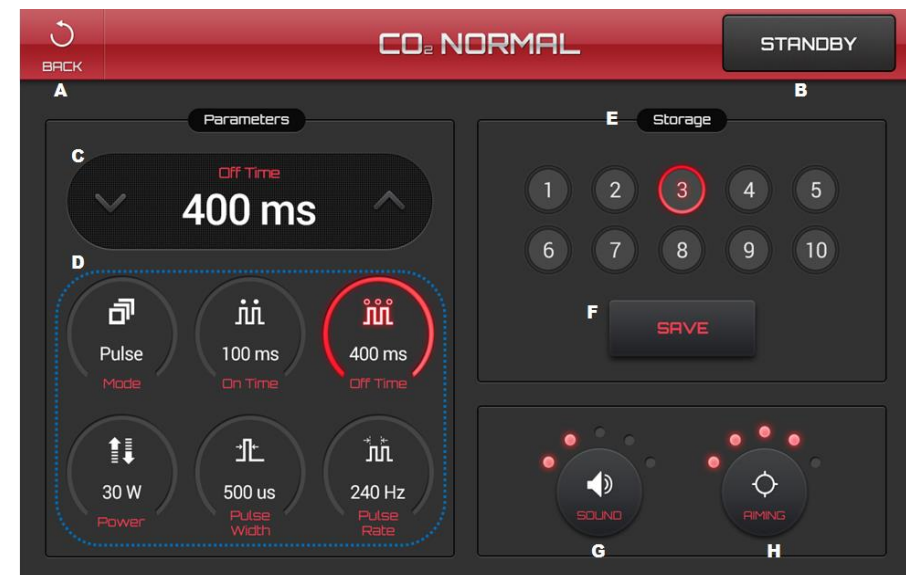 BACK
CO₂ NORMAL
STANDBY
A
B
Parameters
E
Storage
C
Off Time
400 ms
1 2 3 4 5
6 7 8 9 10
D
Pulse
Mode
100 ms
On Time
400 ms
Off Time
F
SAVE
30 W
Power
500 us
Pulse
Width
240 Hz
Pulse
Rate
SOUND
AIMING
G
H